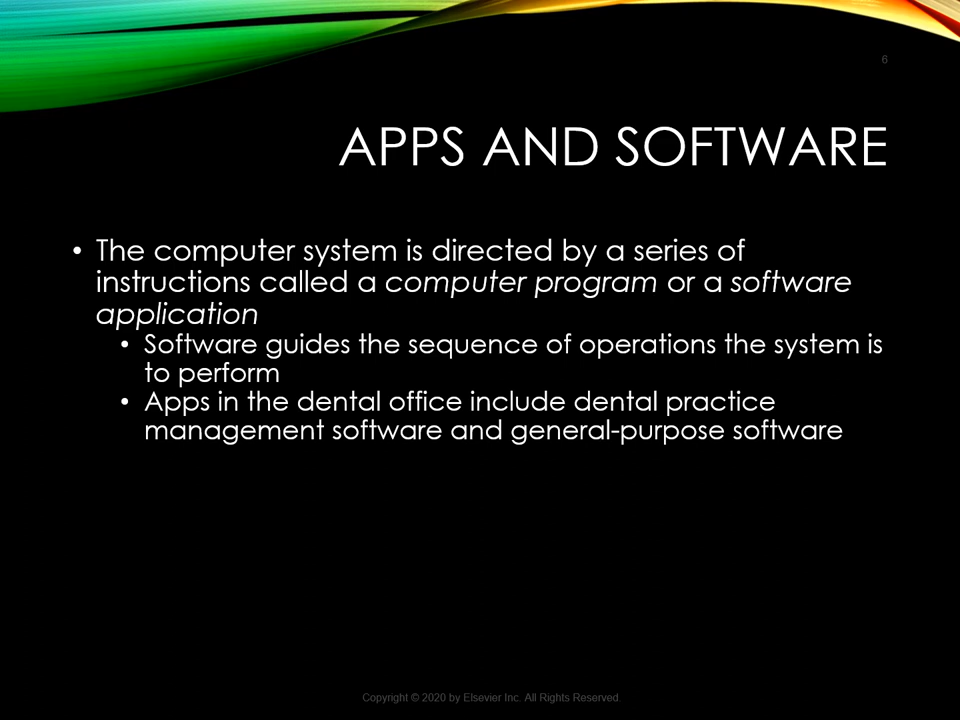 6
APPS AND SOFTWARE
• The computer system is directed by a series of
instructions called a computer program or a software
application
• Software guides the sequence of operations the system is
to perform
• Apps in the dental office include dental practice
management software and general-purpose software
Copyright © 2020 by Elsevier Inc. All Rights Reserved.